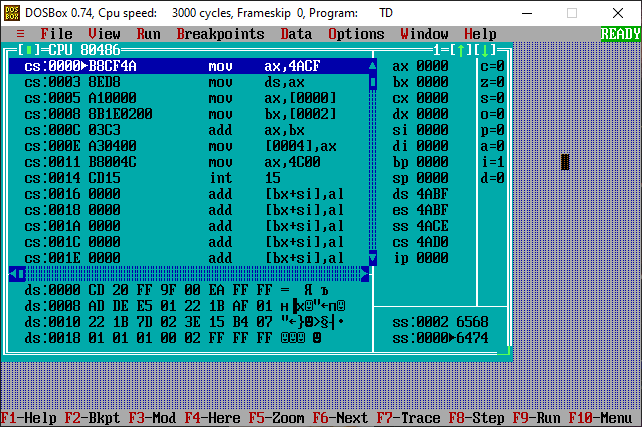 DOSBox 0.74, Cpu speed: 3000 cycles, Frameskip 0, Program: TD
≡ File View Run Breakpoints Data Options Window Help READY
[■]=CPU 80486 1=[↑][↓]
cs:0000►B8CF4A mov ax,4ACF ax 0000 c=0
cs:0003 8ED8 mov ds,ax bx 0000 z=0
cs:0005 A10000 mov ax,[0000] cx 0000 s=0
cs:0008 8B1E0200 mov bx,[0002] dx 0000 o=0
cs:000C 03C3 add ax,bx si 0000 p=0
cs:000E A30400 mov [0004],ax di 0000 a=0
cs:0011 B8004C mov ax,4C00 bp 0000 i=1
cs:0014 CD15 int 15 sp 0000 d=0
cs:0016 0000 add [bx+si],al ds 4ABF
cs:0018 0000 add [bx+si],al es 4ABF
cs:001A 0000 add [bx+si],al ss 4ACE
cs:001C 0000 add [bx+si],al cs 4AD0
cs:001E 0000 add [bx+si],al ip 0000
ds:0000 CD 20 FF 9F 00 EA FF FF = Я ъ
ds:0008 AD DE E5 01 22 1B AF 01 н▐х☺"←п☺
ds:0010 22 1B 7D 02 3E 15 B4 07 "←}☻>§┤• ss:0002 6568
ds:0018 01 01 01 00 02 FF FF FF ☺☺☺ ☻ ss:0000►6474
F1-Help F2-Bkpt F3-Mod F4-Here F5-Zoom F6-Next F7-Trace F8-Step F9-Run F10-Menu